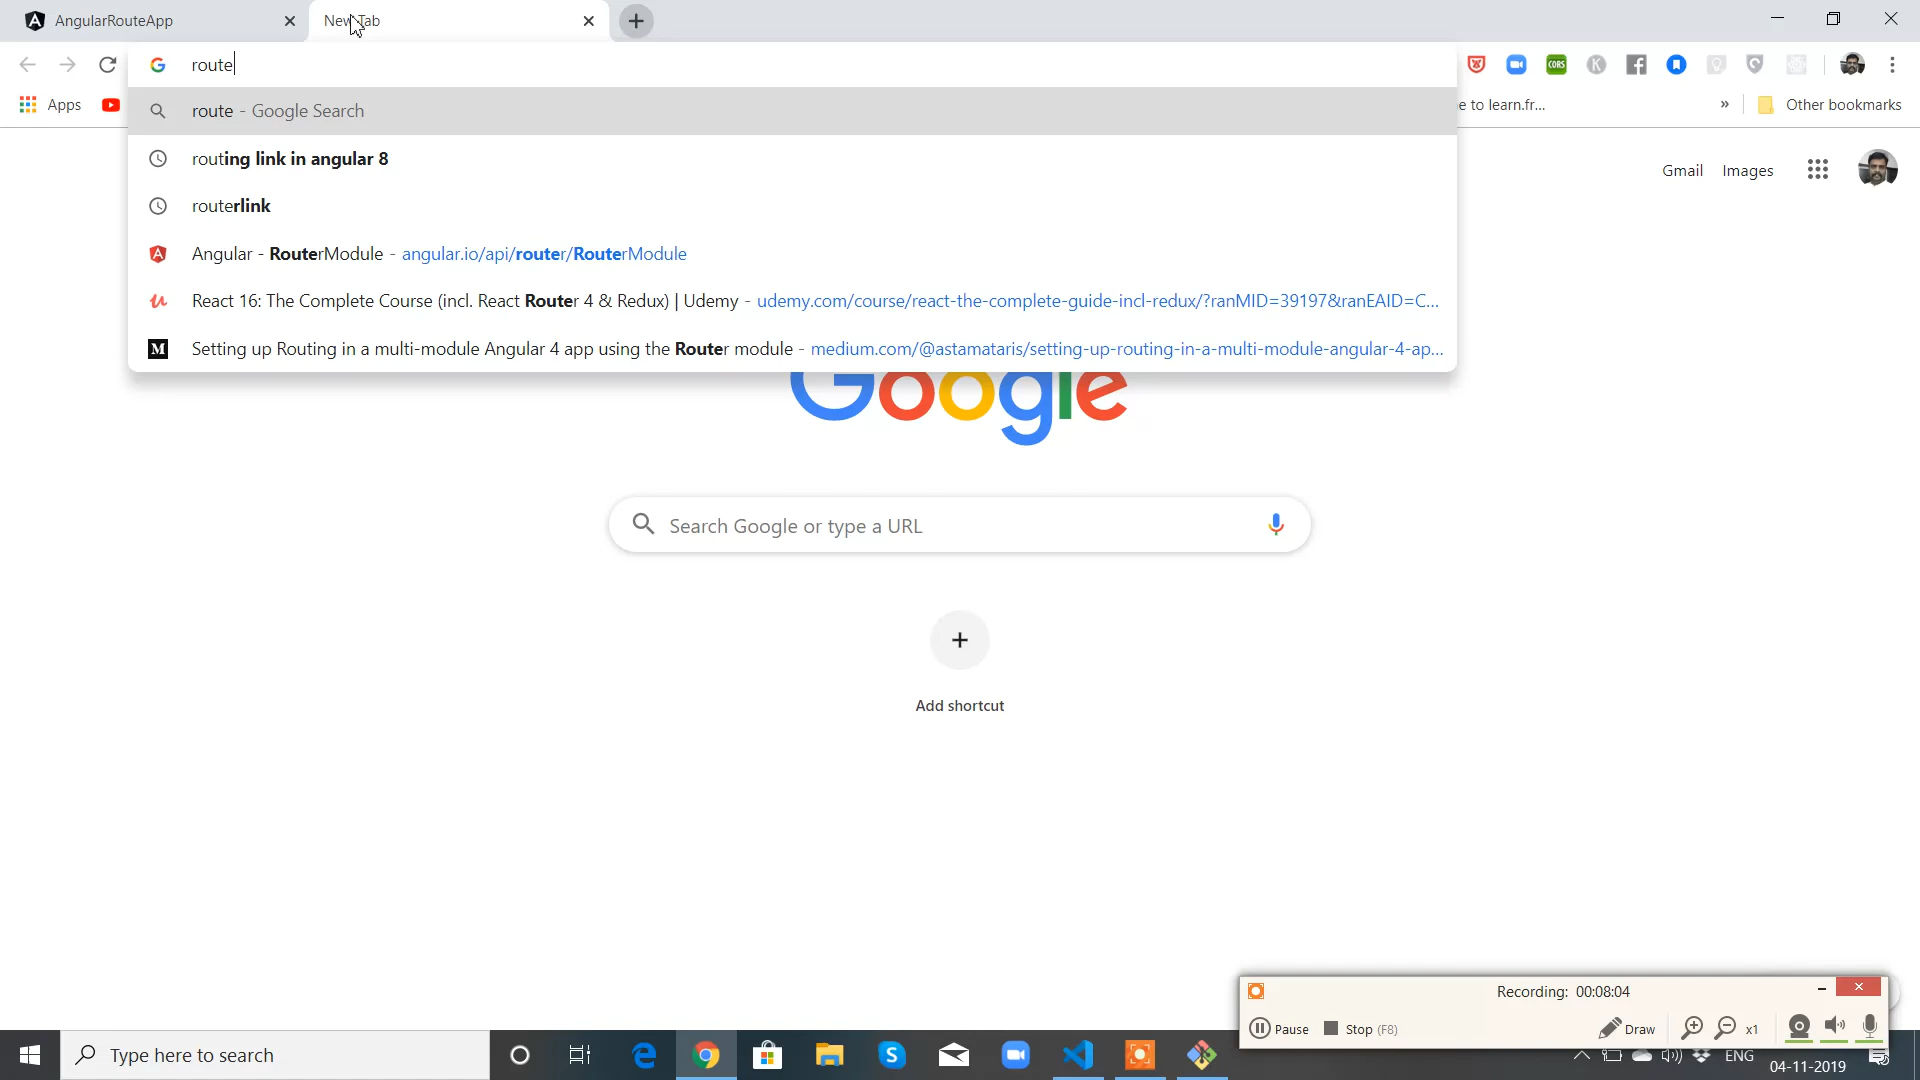 AngularRouteApp
New Tab
route
Apps
e to learn.fr...
»
Other bookmarks
route - Google Search
routing link in angular 8
routerlink
Angular - RouterModule - angular.io/api/router/RouterModule
React 16: The Complete Course (incl. React Router 4 & Redux) | Udemy - udemy.com/course/react-the-complete-guide-incl-redux/?ranMID=39197&ranEAID=C...
Setting up Routing in a multi-module Angular 4 app using the Router module - medium.com/@astamataris/setting-up-routing-in-a-multi-module-angular-4-ap...
Gmail Images
Google
Search Google or type a URL
Add shortcut
Recording: 00:08:04
Pause Stop (F8) Draw x1
Type here to search
ENG
04-11-2019